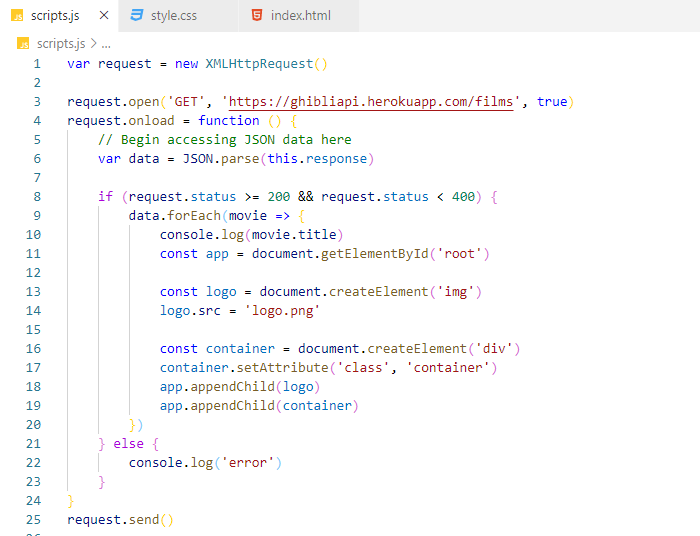 scripts.js × style.css index.html
scripts.js > ...
1 var request = new XMLHttpRequest()
2
3 request.open('GET', 'https://ghibliapi.herokuapp.com/films', true)
4 request.onload = function () {
5     // Begin accessing JSON data here
6     var data = JSON.parse(this.response)
7
8     if (request.status >= 200 && request.status < 400) {
9         data.forEach(movie => {
10             console.log(movie.title)
11             const app = document.getElementById('root')
12
13             const logo = document.createElement('img')
14             logo.src = 'logo.png'
15
16             const container = document.createElement('div')
17             container.setAttribute('class', 'container')
18             app.appendChild(logo)
19             app.appendChild(container)
20         })
21     } else {
22         console.log('error')
23     }
24 }
25 request.send()